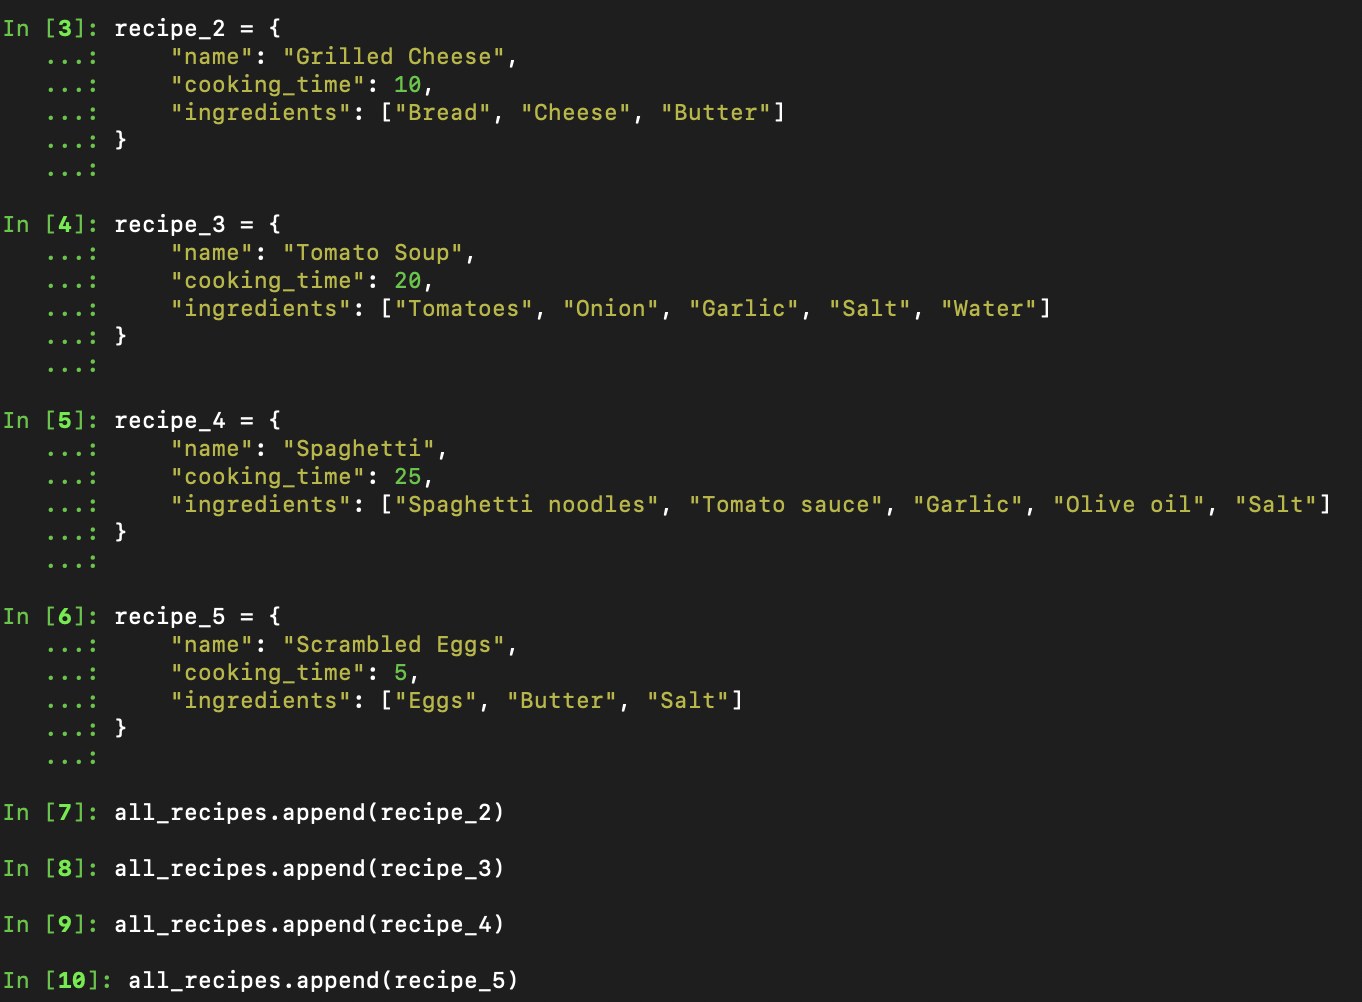 In [3]: recipe_2 = {
   ...:     "name": "Grilled Cheese",
   ...:     "cooking_time": 10,
   ...:     "ingredients": ["Bread", "Cheese", "Butter"]
   ...: }
   ...:
In [4]: recipe_3 = {
   ...:     "name": "Tomato Soup",
   ...:     "cooking_time": 20,
   ...:     "ingredients": ["Tomatoes", "Onion", "Garlic", "Salt", "Water"]
   ...: }
   ...:
In [5]: recipe_4 = {
   ...:     "name": "Spaghetti",
   ...:     "cooking_time": 25,
   ...:     "ingredients": ["Spaghetti noodles", "Tomato sauce", "Garlic", "Olive oil", "Salt"]
   ...: }
   ...:
In [6]: recipe_5 = {
   ...:     "name": "Scrambled Eggs",
   ...:     "cooking_time": 5,
   ...:     "ingredients": ["Eggs", "Butter", "Salt"]
   ...: }
   ...:
In [7]: all_recipes.append(recipe_2)
In [8]: all_recipes.append(recipe_3)
In [9]: all_recipes.append(recipe_4)
In [10]: all_recipes.append(recipe_5)